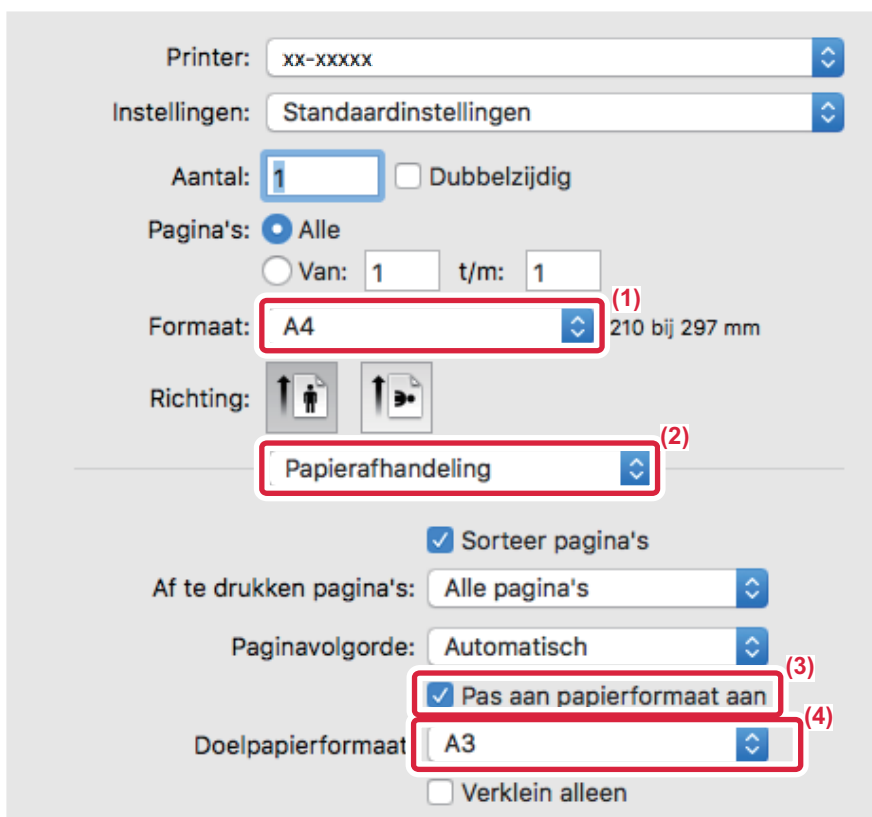 Printer: xx-xxxxx
Instellingen: Standaardinstellingen
Aantal: 1 Dubbelzijdig
Pagina's: Alle
Van: 1 t/m: 1
(1)
Formaat: A4 210 bij 297 mm
Richting:
(2)
Papierafhandeling
Sorteer pagina's
Af te drukken pagina's: Alle pagina's
Paginavolgorde: Automatisch
(3)
Pas aan papierformaat aan
(4)
Doelpapierformaat A3
Verklein alleen